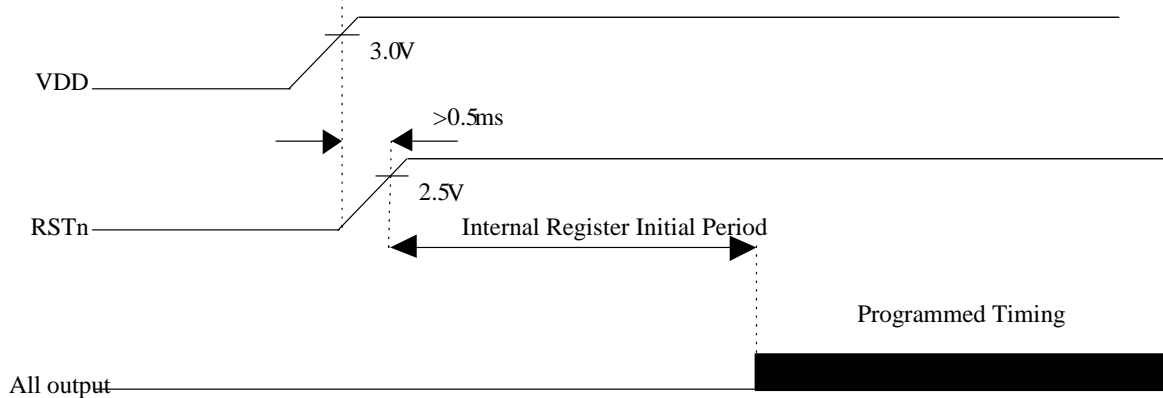 3.0V
VDD
>0.5ms
2.5V
RSTn
Internal Register Initial Period
Programmed Timing
All output